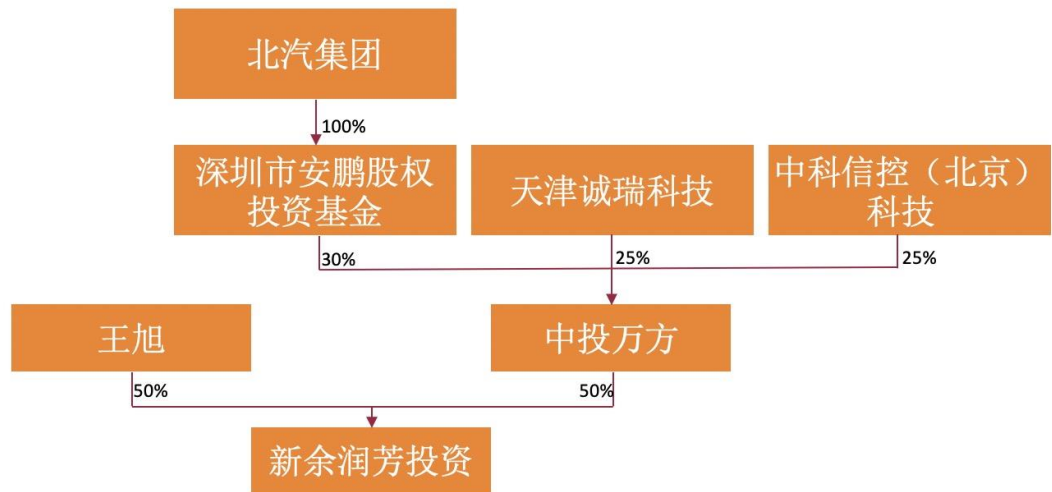 北汽集团
100%
深圳市安鹏股权
投资基金
天津诚瑞科技
中科信控（北京）
科技
30%
25%
25%
王旭
中投万方
50%
50%
新余润芳投资